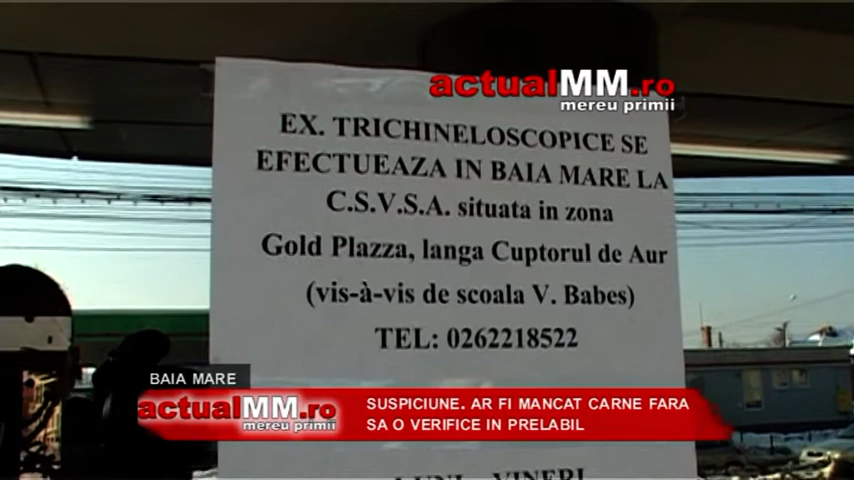 actualMM.ro
mereu primii
EX. TRICHINELOSCOPICE SE
EFECTUEAZA IN BAIA MARE LA
C.S.V.S.A. situata in zona
Gold Plazza, langa Cuptorul de Aur
(vis-à-vis de scoala V. Babes)
TEL: 0262218522
BAIA MARE
actualMM.ro
mereu primii
SUSPICIUNE. AR FI MANCAT CARNE FARA
SA O VERIFICE IN PRELABIL
LUNI - VINERI